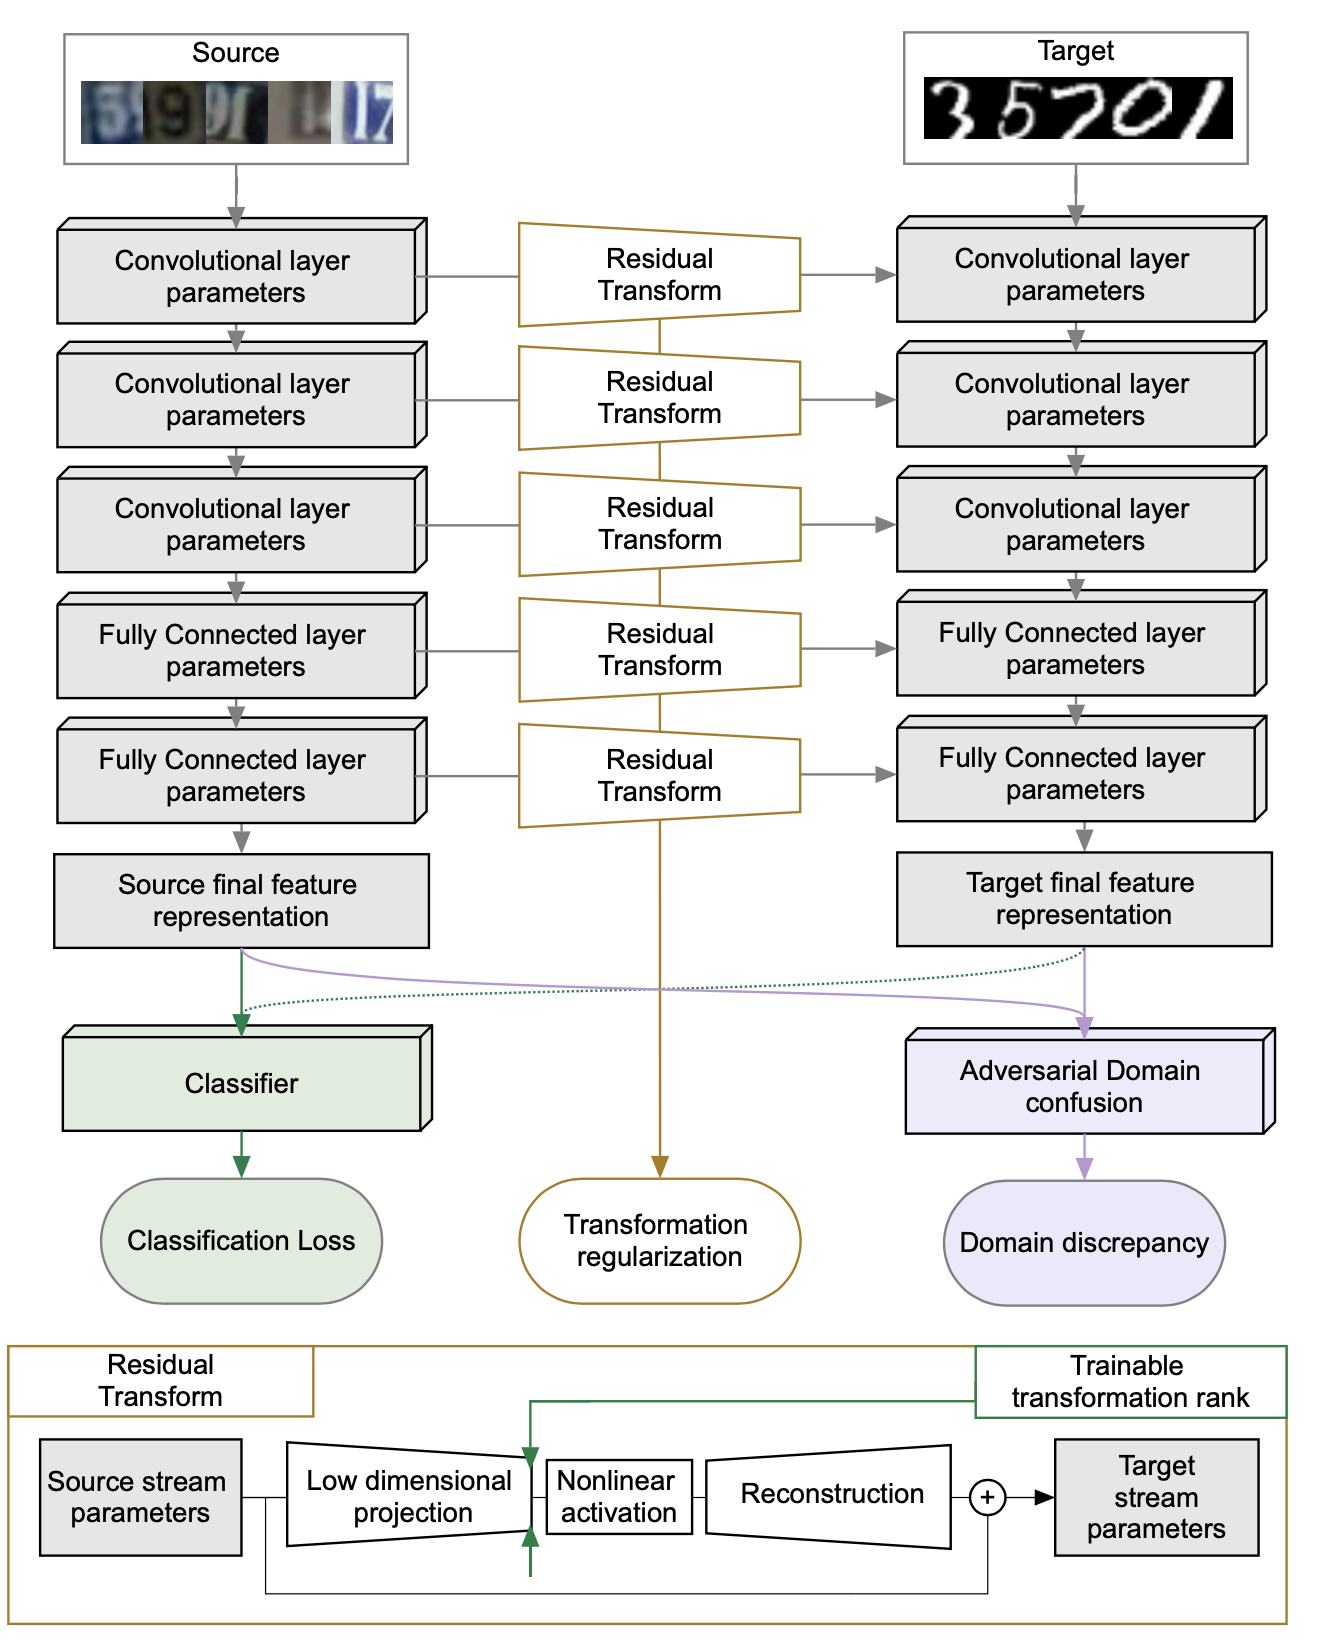 Source
Target
59
9
91
17
3 5 7 0 1
Convolutional layer
parameters
Residual
Transform
Convolutional layer
parameters
Convolutional layer
parameters
Residual
Transform
Convolutional layer
parameters
Convolutional layer
parameters
Residual
Transform
Convolutional layer
parameters
Fully Connected layer
parameters
Residual
Transform
Fully Connected layer
parameters
Fully Connected layer
parameters
Residual
Transform
Fully Connected layer
parameters
Source final feature
representation
Target final feature
representation
Classifier
Adversarial Domain
confusion
Classification Loss
Transformation
regularization
Domain discrepancy
Residual
Transform
Trainable
transformation rank
Source stream
parameters
Low dimensional
projection
Nonlinear
activation
Reconstruction
+
Target
stream
parameters